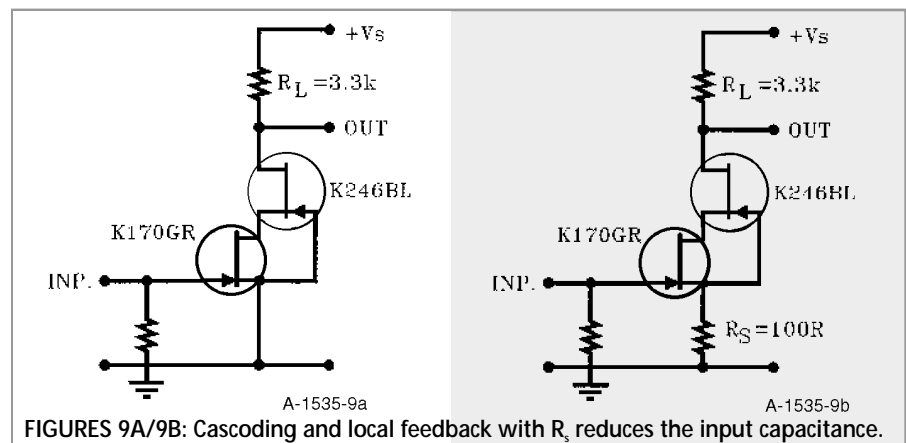 +Vs
R_L=3.3k
OUT
K246BL
K170GR
INP.
A-1535-9a
+Vs
R_L=3.3k
OUT
K246BL
K170GR
INP.
R_S=100R
A-1535-9b
FIGURES 9A/9B: Cascoding and local feedback with R_s reduces the input capacitance.